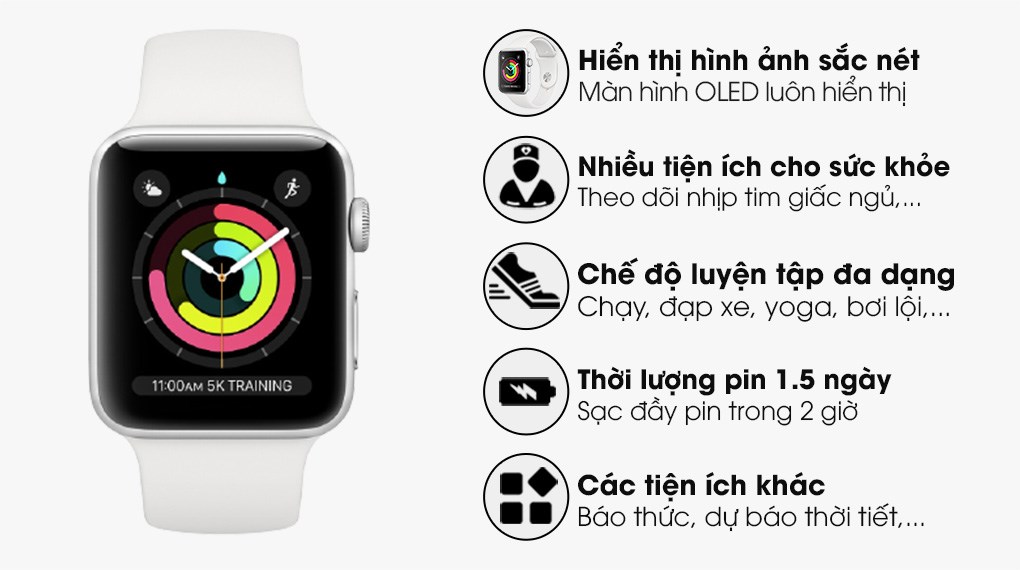 11:00AM 5K TRAINING
Hiển thị hình ảnh sắc nét
Màn hình OLED luôn hiển thị
Nhiều tiện ích cho sức khỏe
Theo dõi nhịp tim giấc ngủ,...
Chế độ luyện tập đa dạng
Chạy, đạp xe, yoga, bơi lội,...
Thời lượng pin 1.5 ngày
Sạc đầy pin trong 2 giờ
Các tiện ích khác
Báo thức, dự báo thời tiết,...